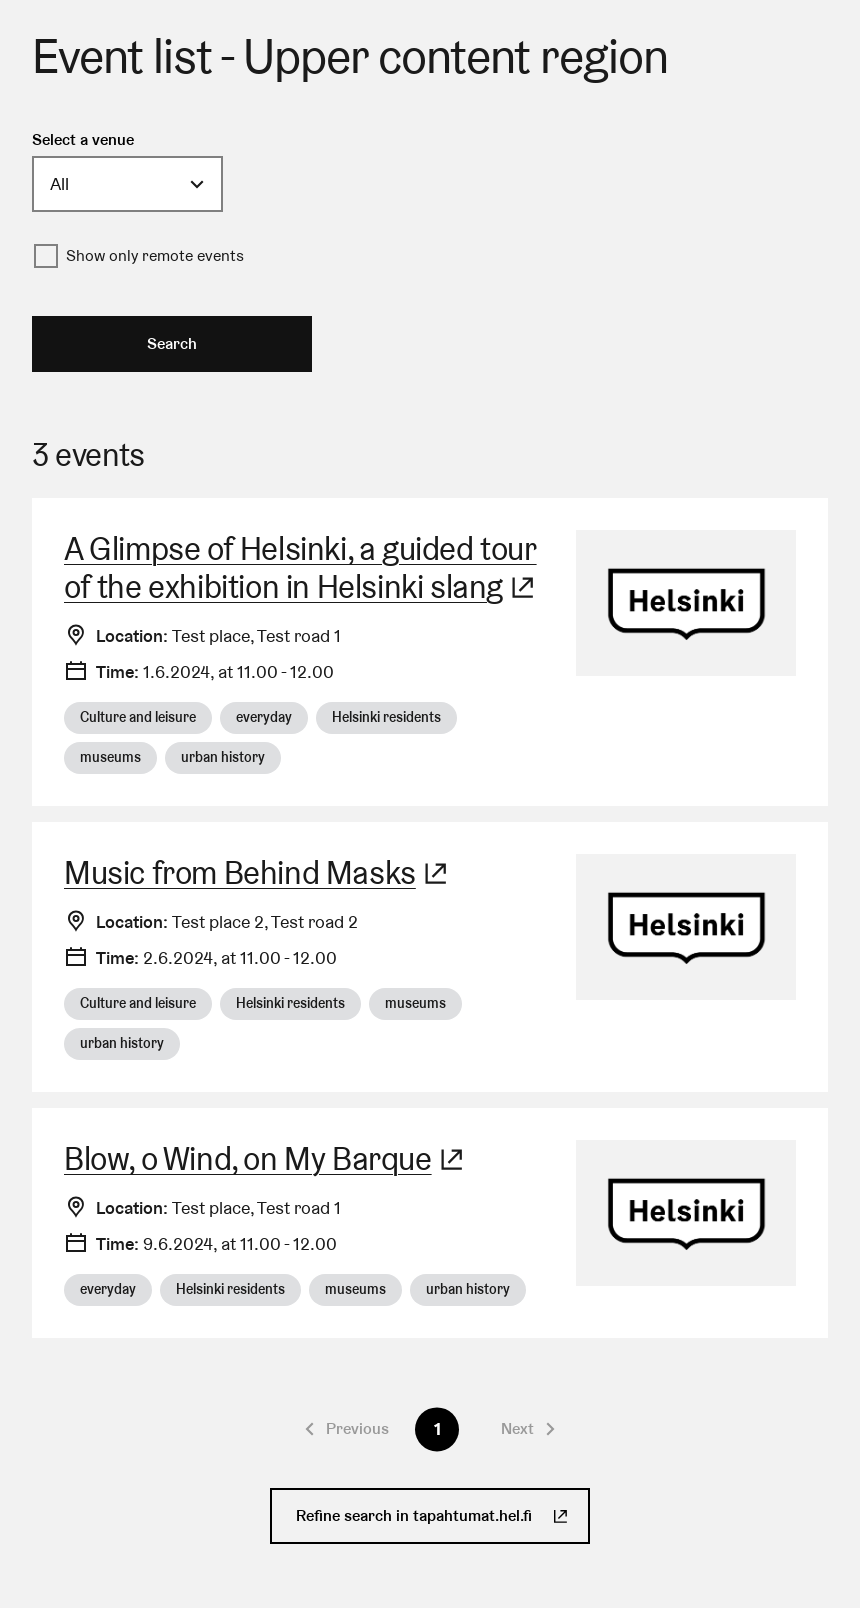 Event list - Upper content region
Select a venue
All
Show only remote events
Search
3 events
A Glimpse of Helsinki, a guided tour
of the exhibition in Helsinki slang
Helsinki
Location: Test place, Test road 1
Time: 1.6.2024, at 11.00 - 12.00
Culture and leisure everyday Helsinki residents
museums urban history
Music from Behind Masks
Helsinki
Location: Test place 2, Test road 2
Time: 2.6.2024, at 11.00 - 12.00
Culture and leisure Helsinki residents museums
urban history
Blow, o Wind, on My Barque
Helsinki
Location: Test place, Test road 1
Time: 9.6.2024, at 11.00 - 12.00
everyday Helsinki residents museums urban history
Previous 1 Next
Refine search in tapahtumat.hel.fi